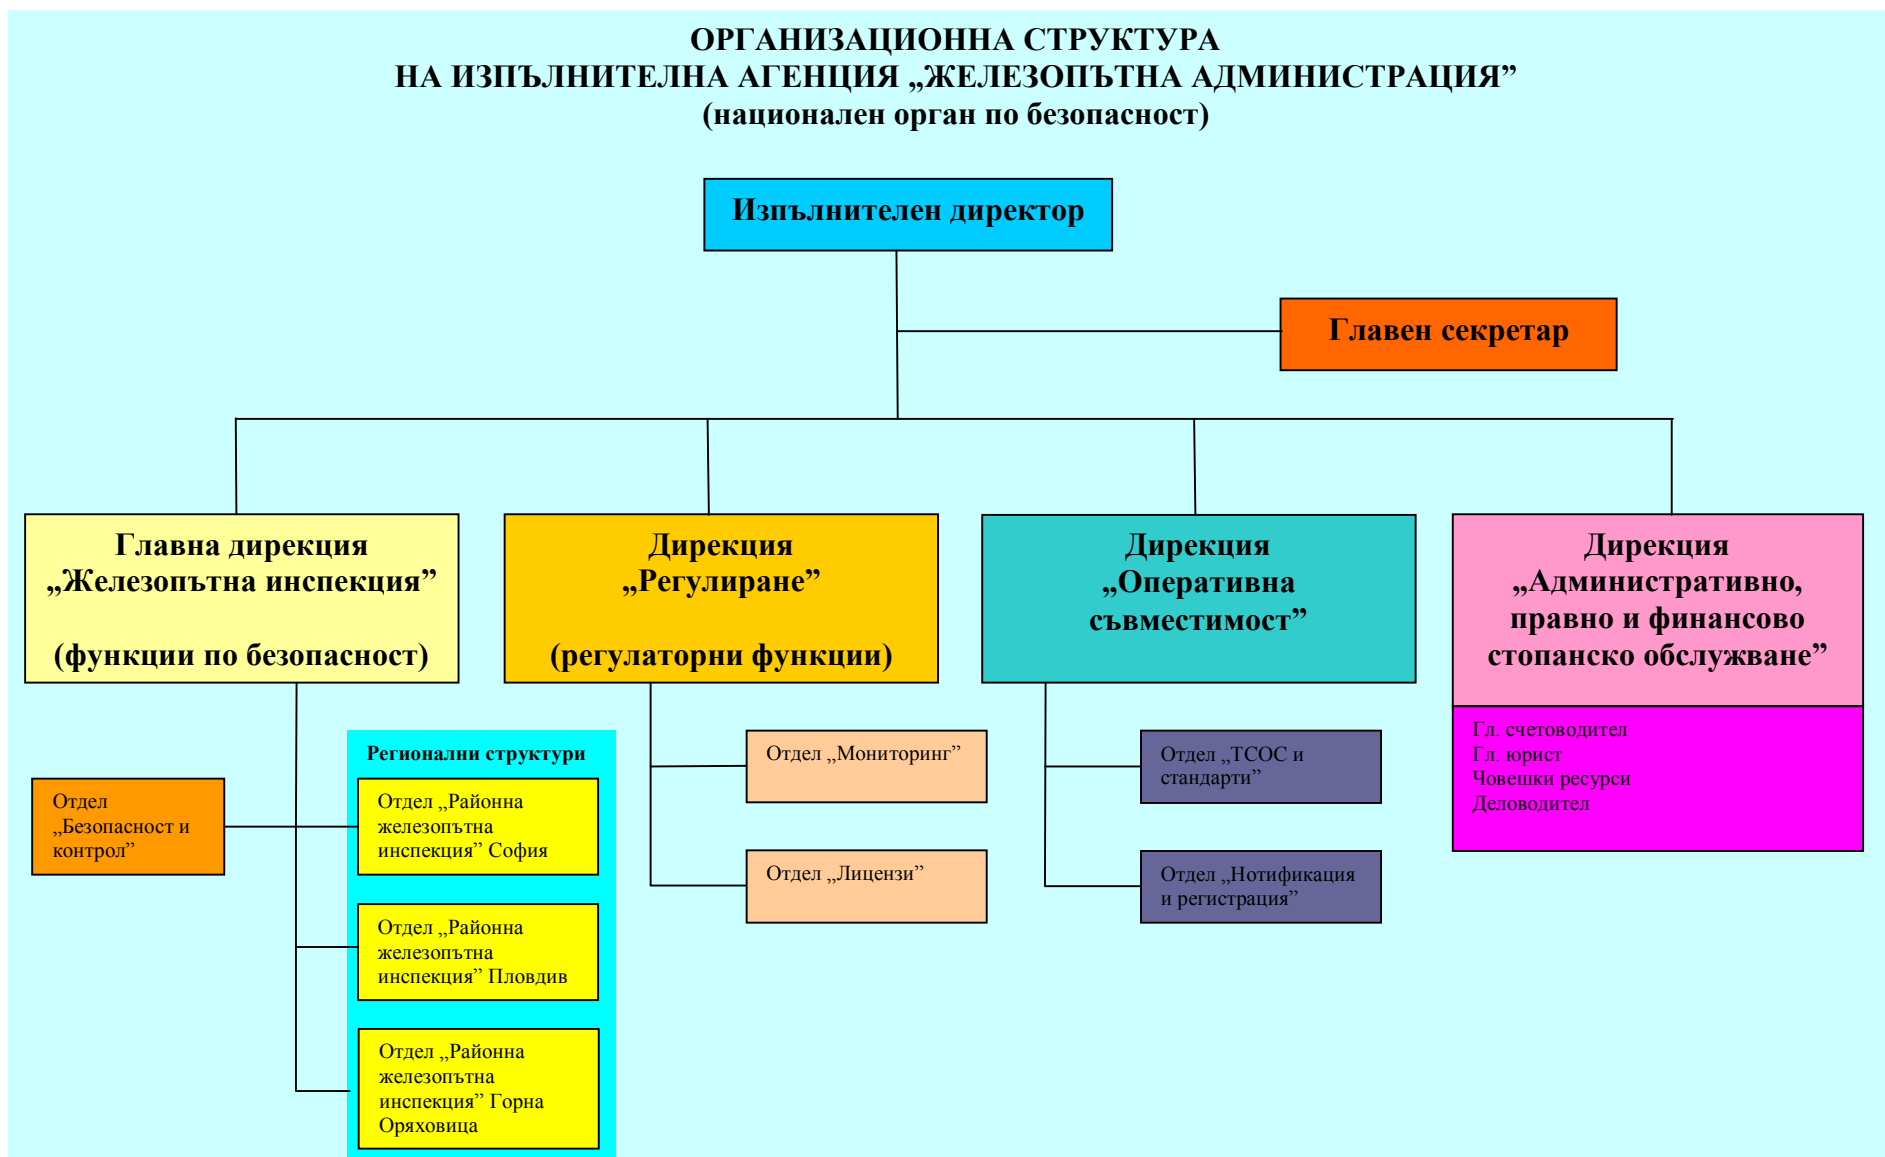 ОРГАНИЗАЦИОННА СТРУКТУРА
НА ИЗПЪЛНИТЕЛНА АГЕНЦИЯ „ЖЕЛЕЗОПЪТНА АДМИНИСТРАЦИЯ”
(национален орган по безопасност)
Изпълнителен директор
Главен секретар
Главна дирекция
„Железопътна инспекция”
(функции по безопасност)
Дирекция
„Регулиране”
(регулаторни функции)
Дирекция
„Оперативна
съвместимост”
Дирекция
„Административно,
правно и финансово
стопанско обслужване”
Гл. счетоводител
Гл. юрист
Човешки ресурси
Деловодител
Отдел
„Безопасност и
контрол”
Регионални структури
Отдел „Районна
железопътна
инспекция” София
Отдел „Районна
железопътна
инспекция” Пловдив
Отдел „Районна
железопътна
инспекция” Горна
Оряховица
Отдел „Мониторинг”
Отдел „Лицензи”
Отдел „ТСОС и
стандарти”
Отдел „Нотификация
и регистрация”